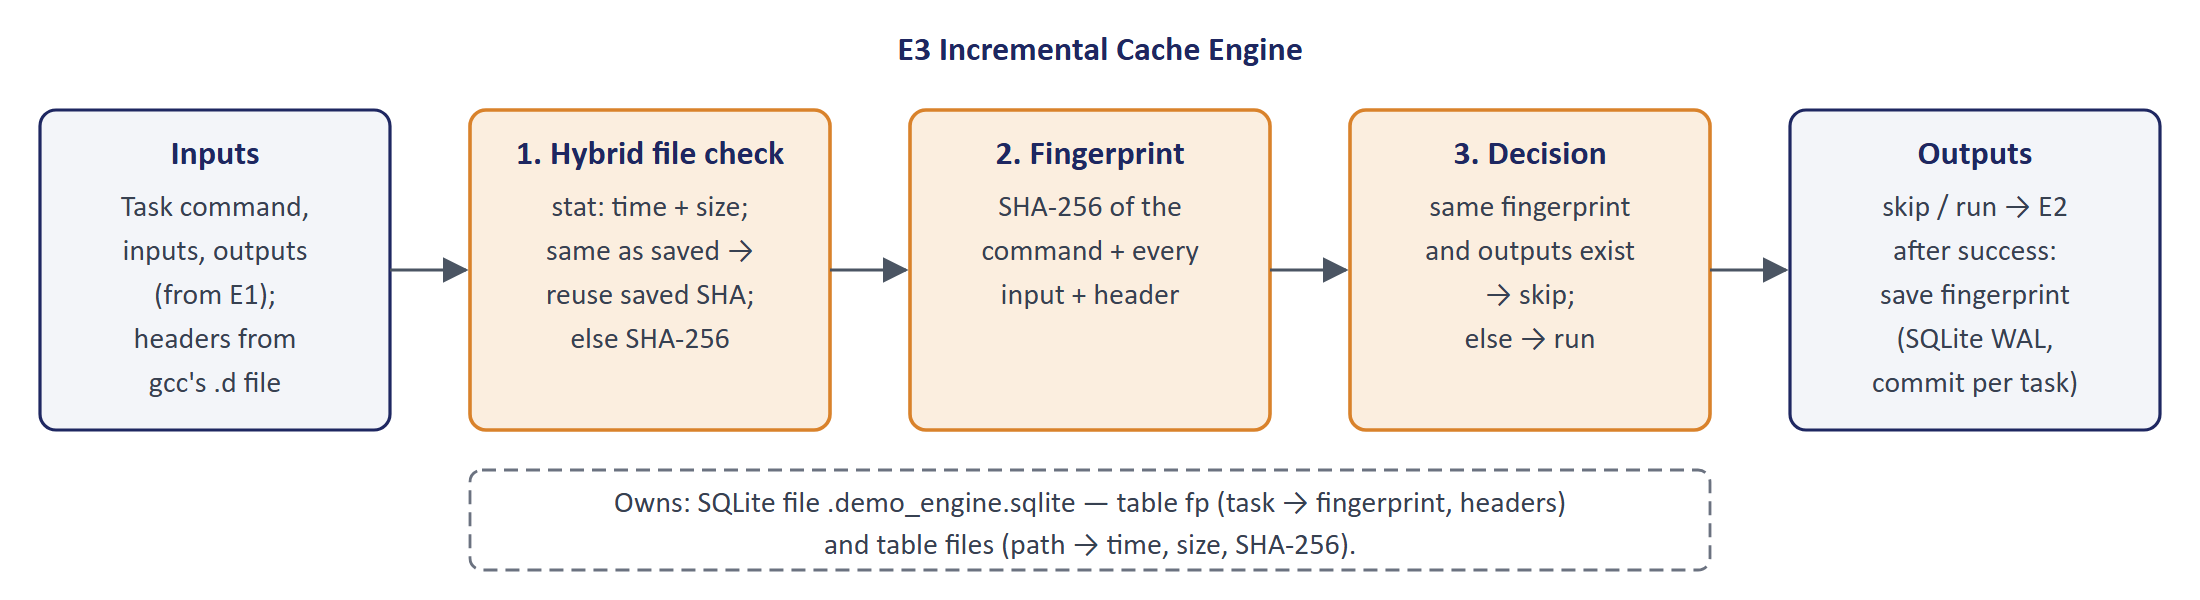 E3 Incremental Cache Engine
Inputs
Task command,
inputs, outputs
(from E1);
headers from
gcc's .d file
1. Hybrid file check
stat: time + size;
same as saved →
reuse saved SHA;
else SHA-256
2. Fingerprint
SHA-256 of the
command + every
input + header
3. Decision
same fingerprint
and outputs exist
→ skip;
else → run
Outputs
skip / run → E2
after success:
save fingerprint
(SQLite WAL,
commit per task)
Owns: SQLite file .demo_engine.sqlite — table fp (task → fingerprint, headers)
and table files (path → time, size, SHA-256).